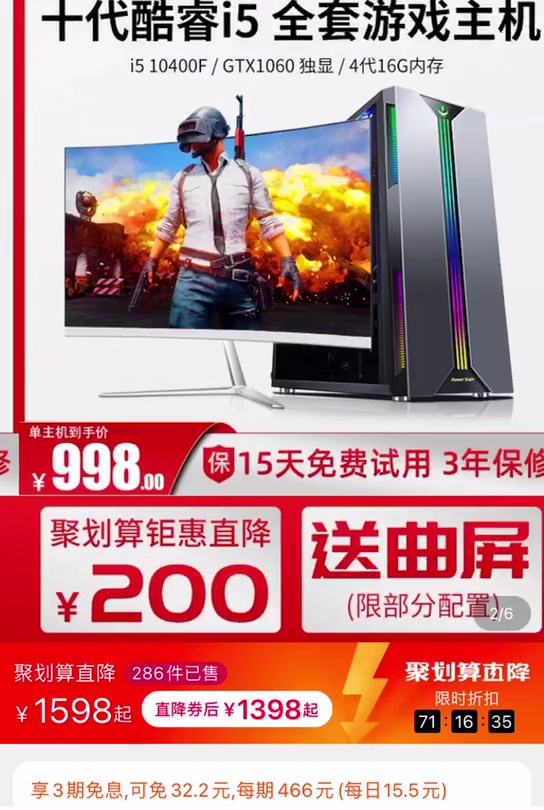 十代酷睿i5 全套游戏主机
i5 10400F / GTX1060 独显 / 4代16G内存
Power Train
单主机到手价
¥998.00
修
保 15天免费试用 3年保修
聚划算钜惠直降
¥200
送曲屏
(限部分配置)
2/6
聚划算直降 286件已售
¥1598起 直降券后¥1398起
聚划算直降
限时折扣
71:16:35
享3期免息,可免32.2元,每期466元(每日15.5元)